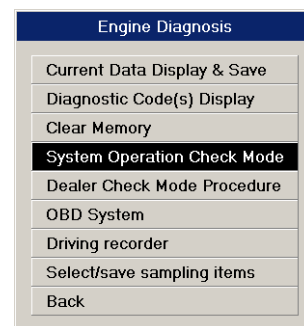 Engine Diagnosis
Current Data Display & Save
Diagnostic Code(s) Display
Clear Memory
System Operation Check Mode
Dealer Check Mode Procedure
OBD System
Driving recorder
Select/save sampling items
Back